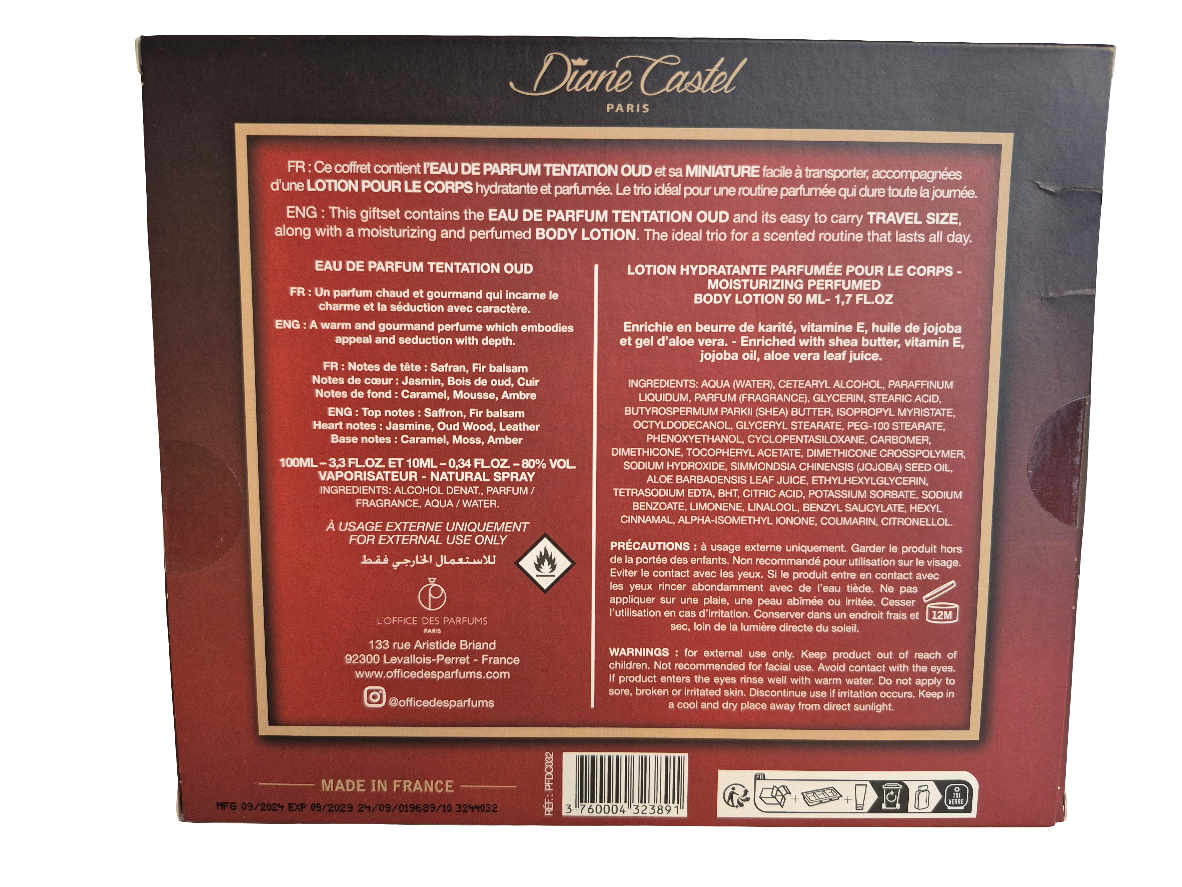 Diane Castel
PARIS
FR : Ce coffret contient l'EAU DE PARFUM TENTATION OUD et sa MINIATURE facile à transporter, accompagnées
d'une LOTION POUR LE CORPS hydratante et parfumée. Le trio idéal pour une routine parfumée qui dure toute la journée.
ENG : This giftset contains the EAU DE PARFUM TENTATION OUD and its easy to carry TRAVEL SIZE,
along with a moisturizing and perfumed BODY LOTION. The ideal trio for a scented routine that lasts all day.
EAU DE PARFUM TENTATION OUD
FR : Un parfum chaud et gourmand qui incarne le
charme et la séduction avec caractère.
ENG : A warm and gourmand perfume which embodies
appeal and seduction with depth.
FR : Notes de tête : Safran, Fir balsam
Notes de cœur : Jasmin, Bois de oud, Cuir
Notes de fond : Caramel, Mousse, Ambre
ENG : Top notes : Saffron, Fir balsam
Heart notes : Jasmine, Oud Wood, Leather
Base notes : Caramel, Moss, Amber
100ML – 3,3 FL.OZ. ET 10ML – 0,34 FL.OZ. – 80% VOL.
VAPORISATEUR - NATURAL SPRAY
INGREDIENTS: ALCOHOL DENAT., PARFUM /
FRAGRANCE, AQUA / WATER.
À USAGE EXTERNE UNIQUEMENT
FOR EXTERNAL USE ONLY
للاستعمال الخارجي فقط
L'OFFICE DES PARFUMS
PARIS
133 rue Aristide Briand
92300 Levallois-Perret - France
www.officedesparfums.com
@officedesparfums
LOTION HYDRATANTE PARFUMÉE POUR LE CORPS -
MOISTURIZING PERFUMED
BODY LOTION 50 ML- 1,7 FL.OZ
Enrichie en beurre de karité, vitamine E, huile de jojoba
et gel d'aloe vera. - Enriched with shea butter, vitamin E,
jojoba oil, aloe vera leaf juice.
INGREDIENTS: AQUA (WATER), CETEARYL ALCOHOL, PARAFFINUM
LIQUIDUM, PARFUM (FRAGRANCE), GLYCERIN, STEARIC ACID,
BUTYROSPERMUM PARKII (SHEA) BUTTER, ISOPROPYL MYRISTATE,
OCTYLDODECANOL, GLYCERYL STEARATE, PEG-100 STEARATE,
PHENOXYETHANOL, CYCLOPENTASILOXANE, CARBOMER,
DIMETHICONE, TOCOPHERYL ACETATE, DIMETHICONE CROSSPOLYMER,
SODIUM HYDROXIDE, SIMMONDSIA CHINENSIS (JOJOBA) SEED OIL,
ALOE BARBADENSIS LEAF JUICE, ETHYLHEXYLGLYCERIN,
TETRASODIUM EDTA, BHT, CITRIC ACID, POTASSIUM SORBATE, SODIUM
BENZOATE, LIMONENE, LINALOOL, BENZYL SALICYLATE, HEXYL
CINNAMAL, ALPHA-ISOMETHYL IONONE, COUMARIN, CITRONELLOL.
PRÉCAUTIONS : à usage externe uniquement. Garder le produit hors
de la portée des enfants. Non recommandé pour utilisation sur le visage.
Eviter le contact avec les yeux. Si le produit entre en contact avec
les yeux rincer abondamment avec de l'eau tiède. Ne pas
appliquer sur une plaie, une peau abîmée ou irritée. Cesser
l'utilisation en cas d'irritation. Conserver dans un endroit frais et
sec, loin de la lumière directe du soleil.
12M
WARNINGS : for external use only. Keep product out of reach of
children. Not recommended for facial use. Avoid contact with the eyes.
If product enters the eyes rinse well with warm water. Do not apply to
sore, broken or irritated skin. Discontinue use if irritation occurs. Keep in
a cool and dry place away from direct sunlight.
MADE IN FRANCE
MFG 09/2024 EXP 09/2029 24/09/019689/10 3244032
RÉF : PFDC032
3 760004 323891
FR
TRI
VERRE